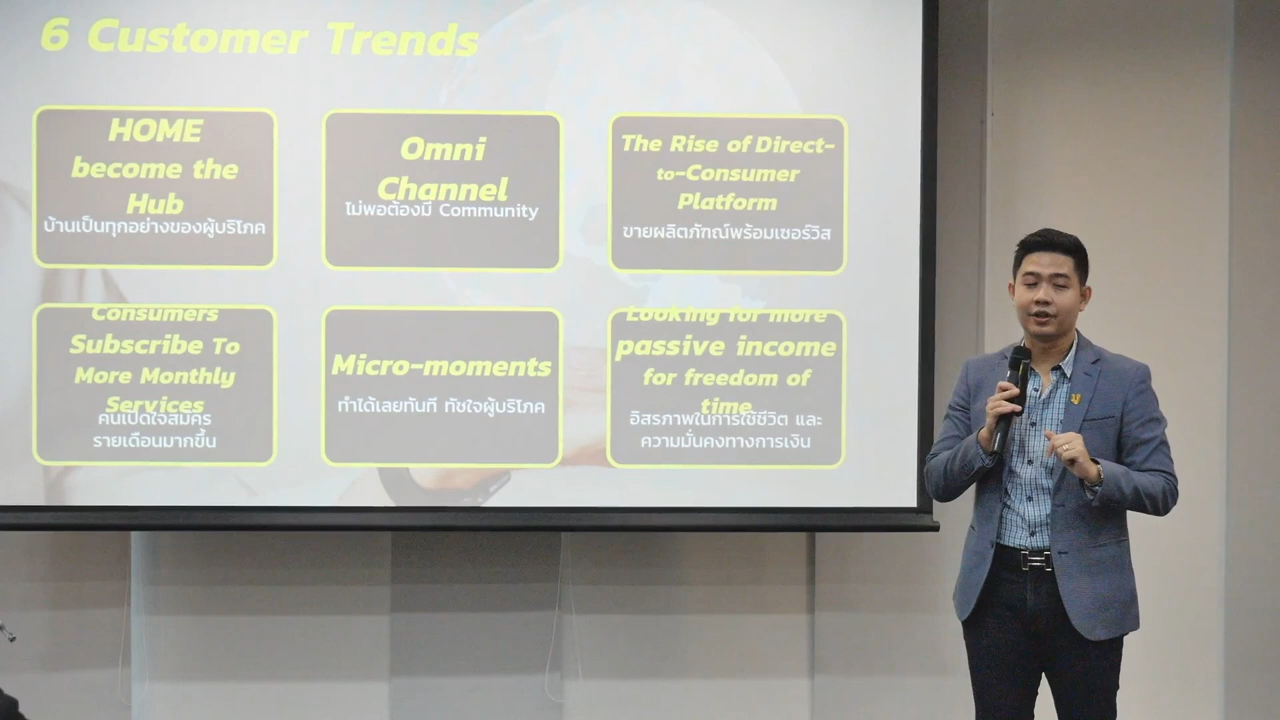 6 Customer Trends
HOME
become the
Hub
บ้านเป็นทุกอย่างของผู้บริโภค
Omni
Channel
ไม่พอต้องมี Community
The Rise of Direct-
to-Consumer
Platform
ขายผลิตภัณฑ์พร้อมเซอร์วิส
Consumers
Subscribe To
More Monthly
Services
คนเปิดใจสมัคร
รายเดือนมากขึ้น
Micro-moments
ทำได้เลยทันที ทัชใจผู้บริโภค
Looking for more
passive income
for freedom of
time
อิสรภาพในการใช้ชีวิต และ
ความมั่นคงทางการเงิน